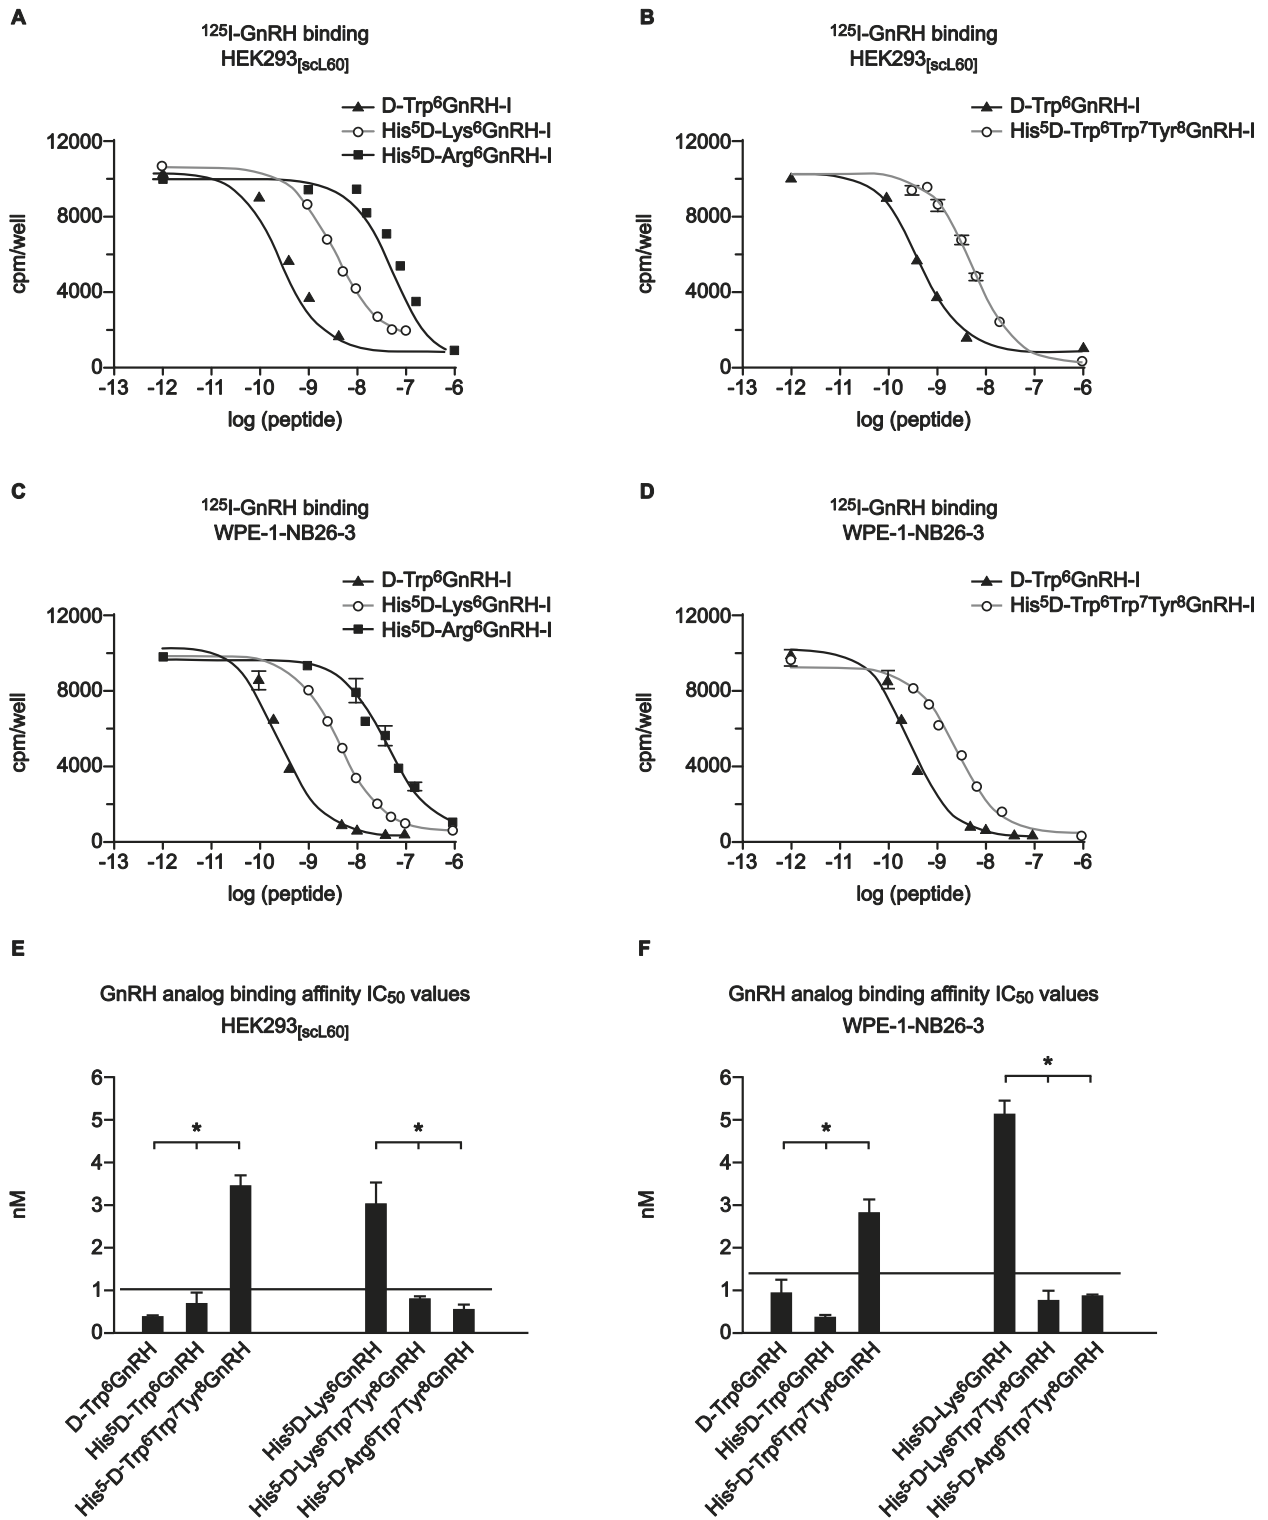 A
¹²⁵I-GnRH binding
HEK293[scL60]
D-Trp⁶GnRH-I
His⁵D-Lys⁶GnRH-I
His⁵D-Arg⁶GnRH-I
12000
8000
4000
0
cpm/well
-13 -12 -11 -10 -9 -8 -7 -6
log (peptide)
B
¹²⁵I-GnRH binding
HEK293[scL60]
D-Trp⁶GnRH-I
His⁵D-Trp⁶Trp⁷Tyr⁸GnRH-I
12000
8000
4000
0
cpm/well
-13 -12 -11 -10 -9 -8 -7 -6
log (peptide)
C
¹²⁵I-GnRH binding
WPE-1-NB26-3
D-Trp⁶GnRH-I
His⁵D-Lys⁶GnRH-I
His⁵D-Arg⁶GnRH-I
12000
8000
4000
0
cpm/well
-13 -12 -11 -10 -9 -8 -7 -6
log (peptide)
D
¹²⁵I-GnRH binding
WPE-1-NB26-3
D-Trp⁶GnRH-I
His⁵D-Trp⁶Trp⁷Tyr⁸GnRH-I
12000
8000
4000
0
cpm/well
-13 -12 -11 -10 -9 -8 -7 -6
log (peptide)
E
GnRH analog binding affinity IC₅₀ values
HEK293[scL60]
6
5
4
3
2
1
0
nM
* *
D-Trp⁶GnRH
His⁵D-Trp⁶GnRH
His⁵-D-Trp⁶Trp⁷Tyr⁸GnRH
His⁵D-Lys⁶GnRH
His⁵-D-Lys⁶Trp⁷Tyr⁸GnRH
His⁵-D-Arg⁶Trp⁷Tyr⁸GnRH
F
GnRH analog binding affinity IC₅₀ values
WPE-1-NB26-3
6
5
4
3
2
1
0
nM
* *
D-Trp⁶GnRH
His⁵D-Trp⁶GnRH
His⁵-D-Trp⁶Trp⁷Tyr⁸GnRH
His⁵D-Lys⁶GnRH
His⁵-D-Lys⁶Trp⁷Tyr⁸GnRH
His⁵-D-Arg⁶Trp⁷Tyr⁸GnRH